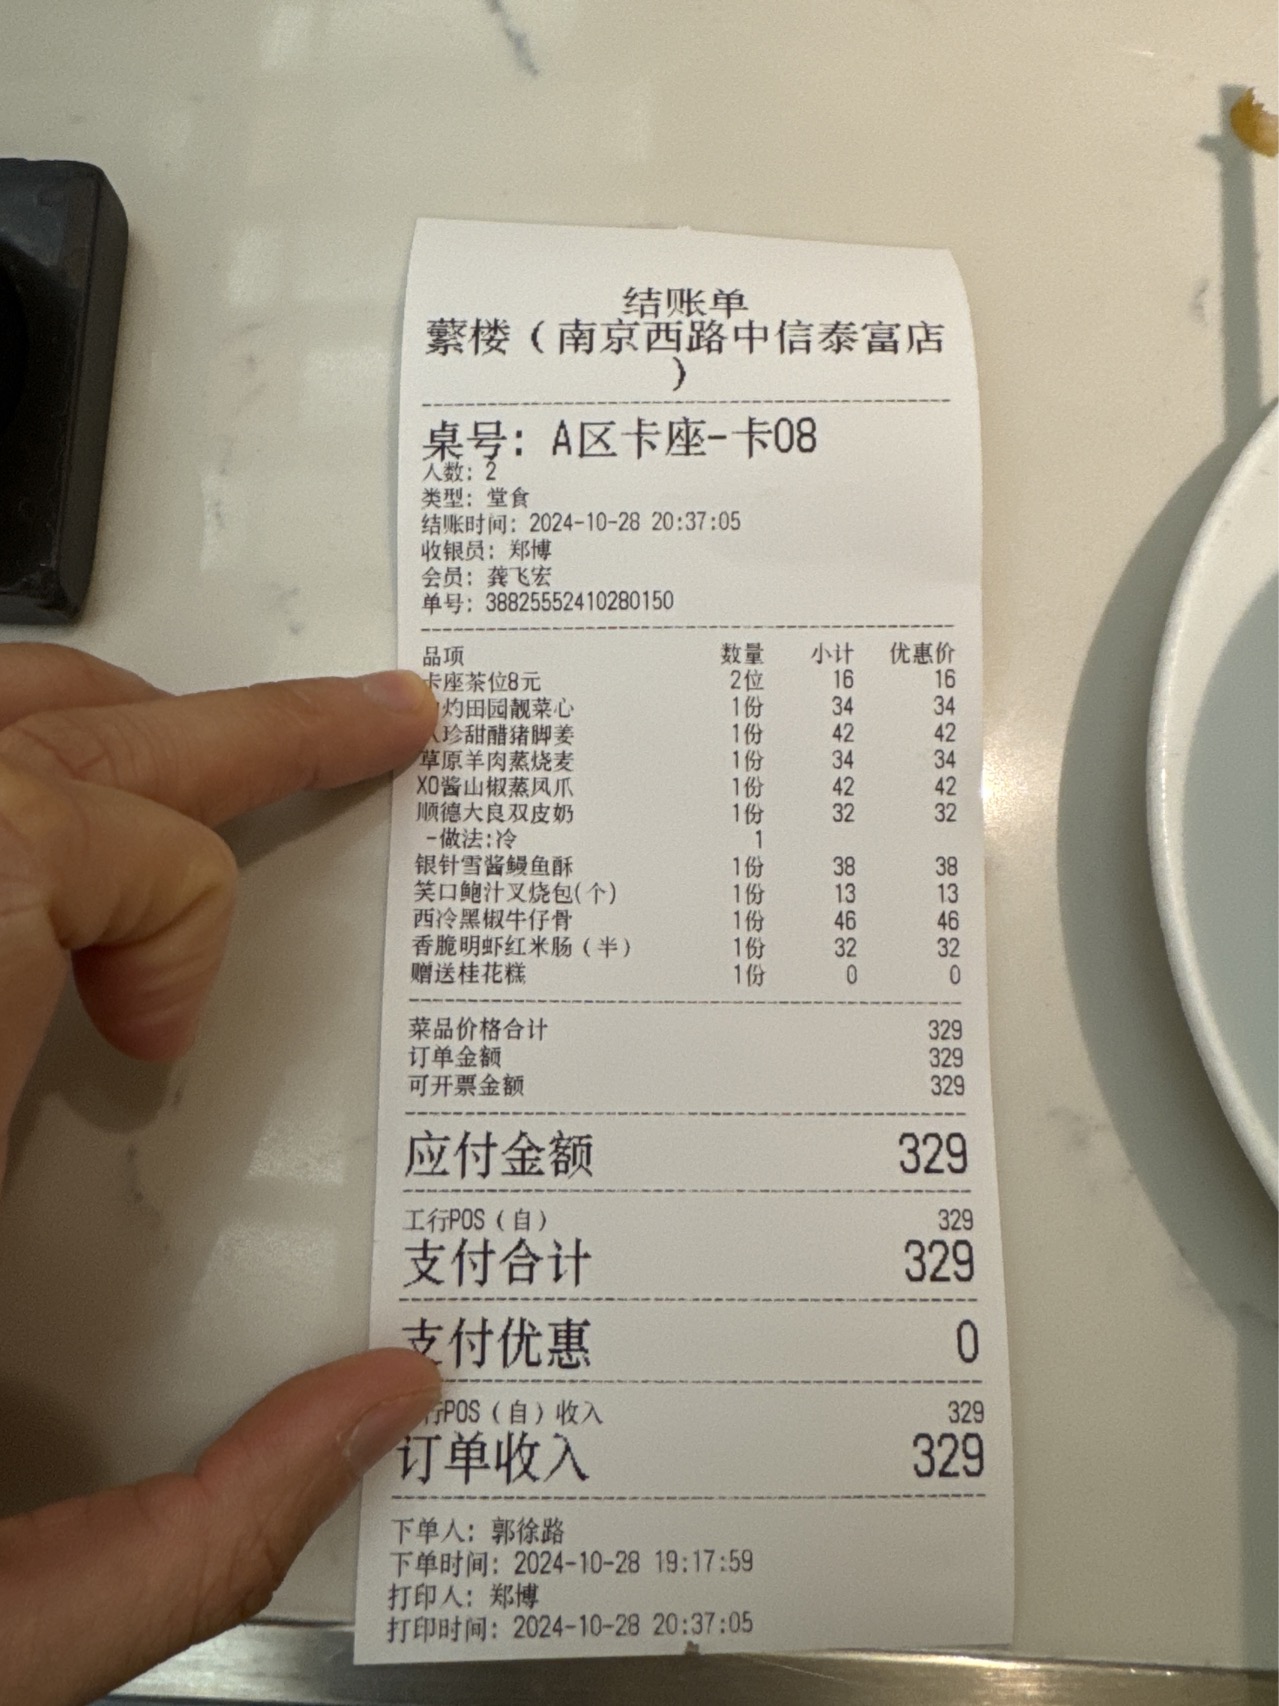 结账单
蘩楼（南京西路中信泰富店
）
桌号：A区卡座-卡08
人数：2
类型：堂食
结账时间：2024-10-28 20:37:05
收银员：郑博
会员：龚飞宏
单号：38825552410280150
品项 数量 小计 优惠价
卡座茶位8元 2位 16 16
灼田园靓菜心 1份 34 34
珍甜醋猪脚姜 1份 42 42
草原羊肉蒸烧麦 1份 34 34
XO酱山椒蒸凤爪 1份 42 42
顺德大良双皮奶 1份 32 32
-做法:冷 1
银针雪酱鳗鱼酥 1份 38 38
笑口鲍汁叉烧包(个) 1份 13 13
西冷黑椒牛仔骨 1份 46 46
香脆明虾红米肠（半） 1份 32 32
赠送桂花糕 1份 0 0
菜品价格合计 329
订单金额 329
可开票金额 329
应付金额 329
工行POS（自） 329
支付合计 329
支付优惠 0
行POS（自）收入 329
订单收入 329
下单人：郭徐路
下单时间：2024-10-28 19:17:59
打印人：郑博
打印时间：2024-10-28 20:37:05